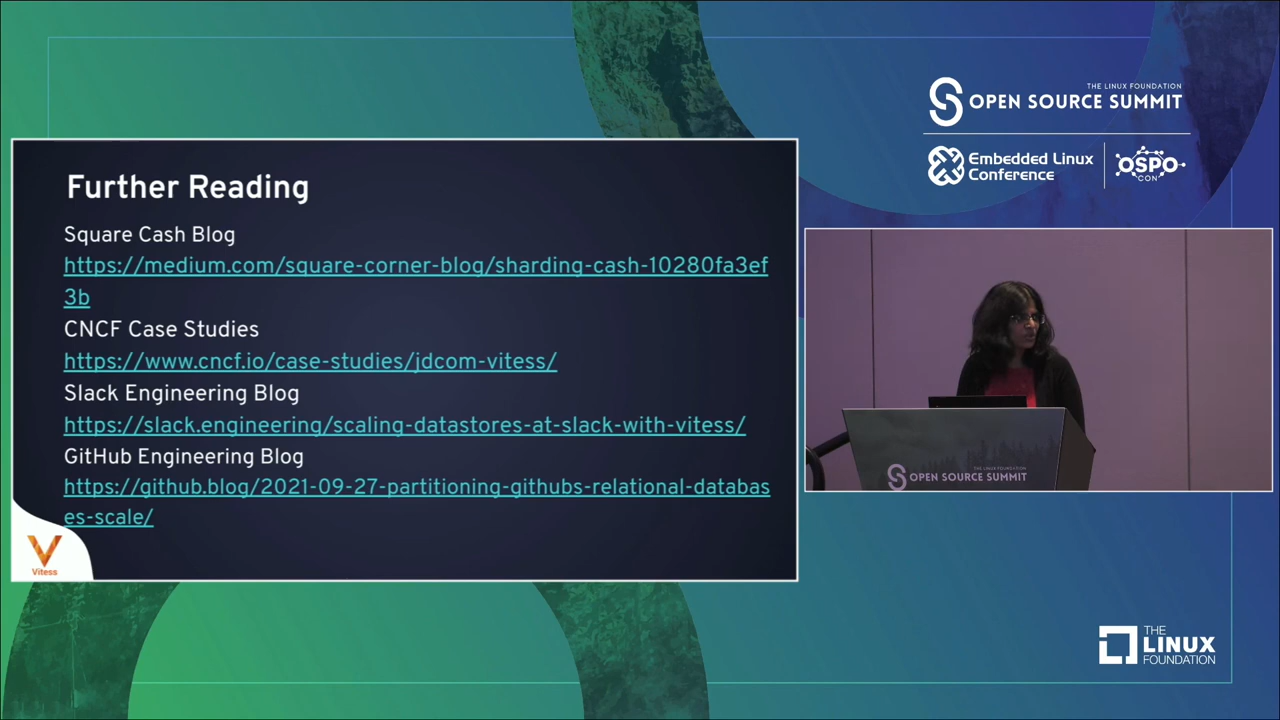 THE LINUX FOUNDATION
OPEN SOURCE SUMMIT
Embedded Linux
Conference
OSPO
CON
Further Reading
Square Cash Blog
https://medium.com/square-corner-blog/sharding-cash-10280fa3ef
3b
CNCF Case Studies
https://www.cncf.io/case-studies/jdcom-vitess/
Slack Engineering Blog
https://slack.engineering/scaling-datastores-at-slack-with-vitess/
GitHub Engineering Blog
https://github.blog/2021-09-27-partitioning-githubs-relational-databas
es-scale/
Vitess
THE LINUX FOUNDATION
OPEN SOURCE SUMMIT
THE
LINUX
FOUNDATION